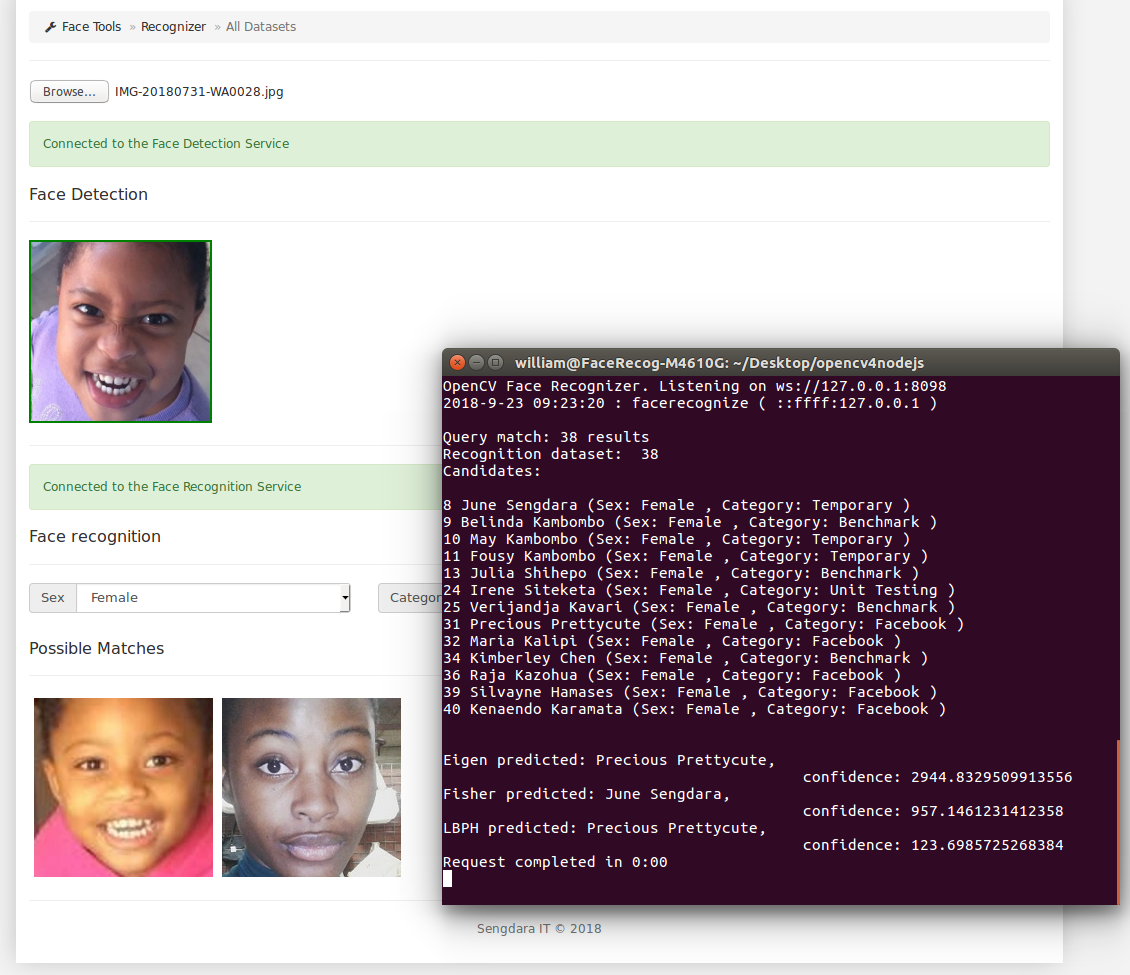 Face Tools » Recognizer » All Datasets
Browse... IMG-20180731-WA0028.jpg
Connected to the Face Detection Service
Face Detection
Connected to the Face Recognition Service
Face recognition
Sex Female Categor
Possible Matches
william@FaceRecog-M4610G: ~/Desktop/opencv4nodejs
OpenCV Face Recognizer. Listening on ws://127.0.0.1:8098
2018-9-23 09:23:20 : facerecognize ( ::ffff:127.0.0.1 )
Query match: 38 results
Recognition dataset:  38
Candidates:
8 June Sengdara (Sex: Female , Category: Temporary )
9 Belinda Kambombo (Sex: Female , Category: Benchmark )
10 May Kambombo (Sex: Female , Category: Temporary )
11 Fousy Kambombo (Sex: Female , Category: Temporary )
13 Julia Shihepo (Sex: Female , Category: Benchmark )
24 Irene Siteketa (Sex: Female , Category: Unit Testing )
25 Verijandja Kavari (Sex: Female , Category: Benchmark )
31 Precious Prettycute (Sex: Female , Category: Facebook )
32 Maria Kalipi (Sex: Female , Category: Facebook )
34 Kimberley Chen (Sex: Female , Category: Benchmark )
36 Raja Kazohua (Sex: Female , Category: Facebook )
39 Silvayne Hamases (Sex: Female , Category: Facebook )
40 Kenaendo Karamata (Sex: Female , Category: Facebook )
Eigen predicted: Precious Prettycute,
confidence: 2944.8329509913556
Fisher predicted: June Sengdara,
confidence: 957.1461231412358
LBPH predicted: Precious Prettycute,
confidence: 123.6985725268384
Request completed in 0:00
Sengdara IT © 2018